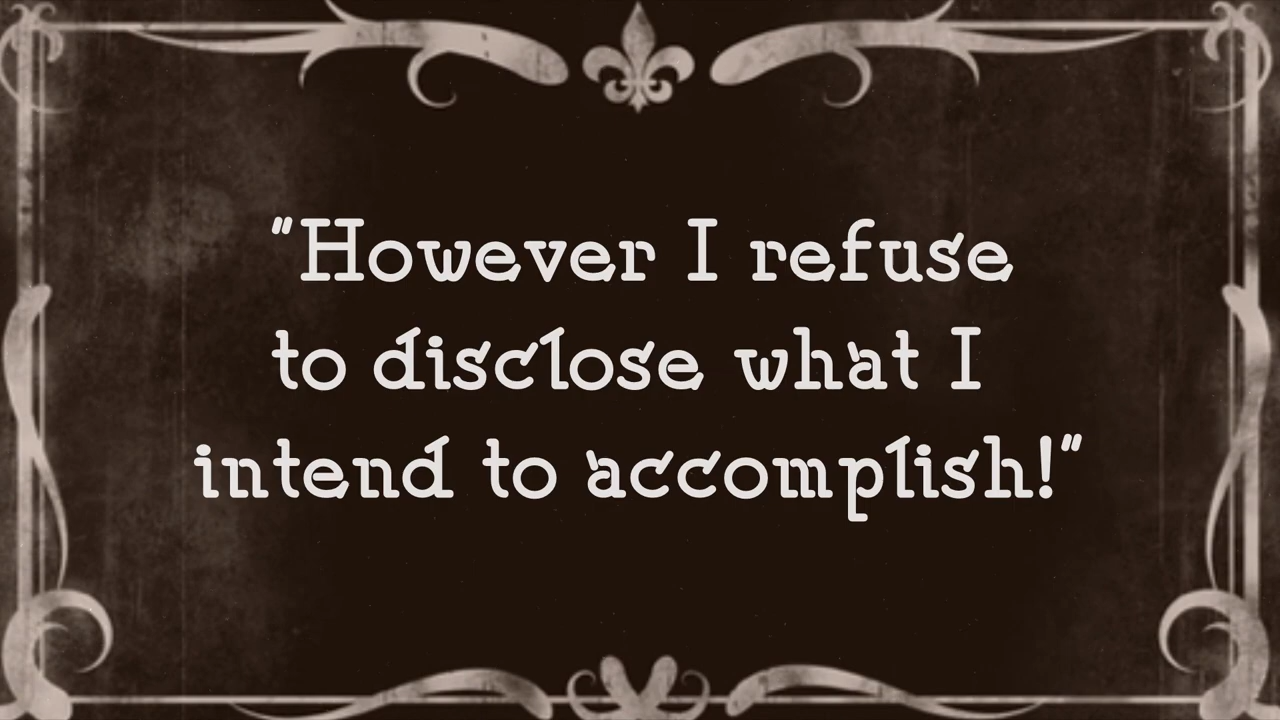 "However I refuse
to disclose what I
intend to accomplish!"